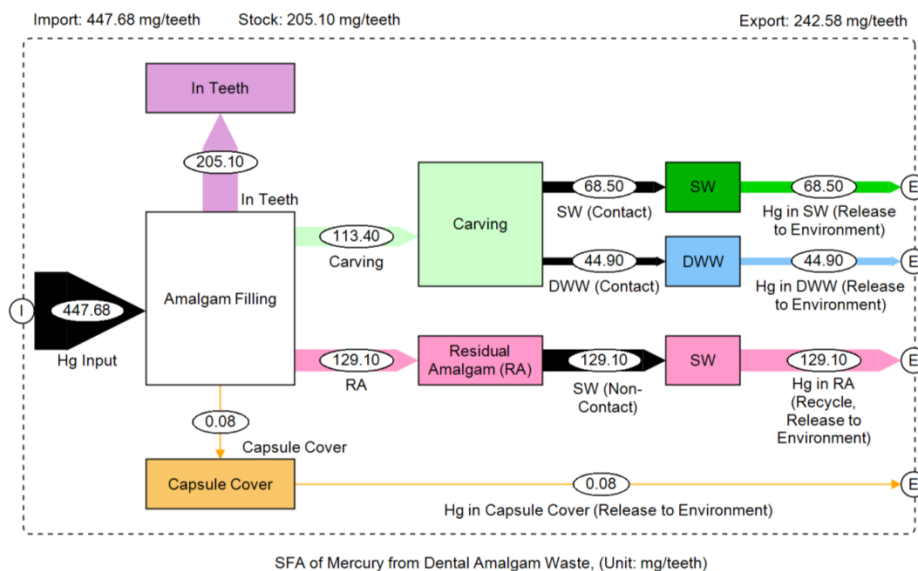 Import: 447.68 mg/teeth Stock: 205.10 mg/teeth Export: 242.58 mg/teeth
In Teeth
205.10
In Teeth
Amalgam Filling
I
447.68
Hg Input
113.40
Carving
Carving
68.50
SW (Contact)
SW
68.50
Hg in SW (Release
to Environment)
E
44.90
DWW (Contact)
DWW
44.90
Hg in DWW (Release
to Environment)
E
129.10
RA
Residual
Amalgam (RA)
129.10
SW (Non-
Contact)
SW
129.10
Hg in RA
(Recycle,
Release to
Environment)
E
0.08
Capsule Cover
Capsule Cover
0.08
Hg in Capsule Cover (Release to Environment)
E
SFA of Mercury from Dental Amalgam Waste, (Unit: mg/teeth)